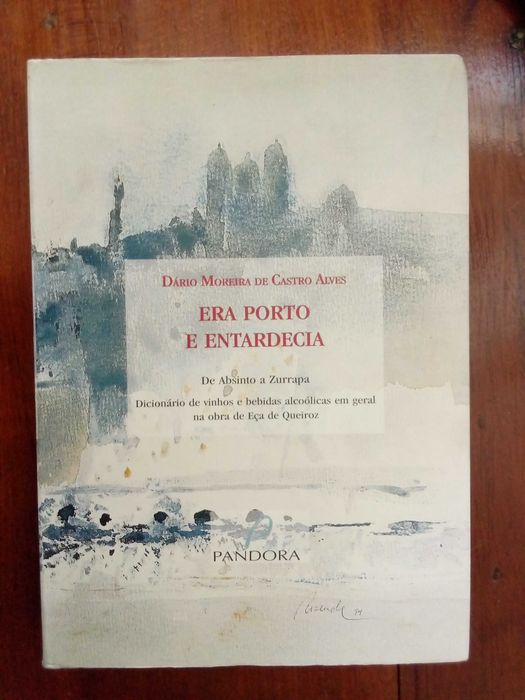 DÁRIO MOREIRA DE CASTRO ALVES
ERA PORTO
E ENTARDECIA
De Absinto a Zurrapa
Dicionário de vinhos e bebidas alcoólicas em geral
na obra de Eça de Queiroz
PANDORA